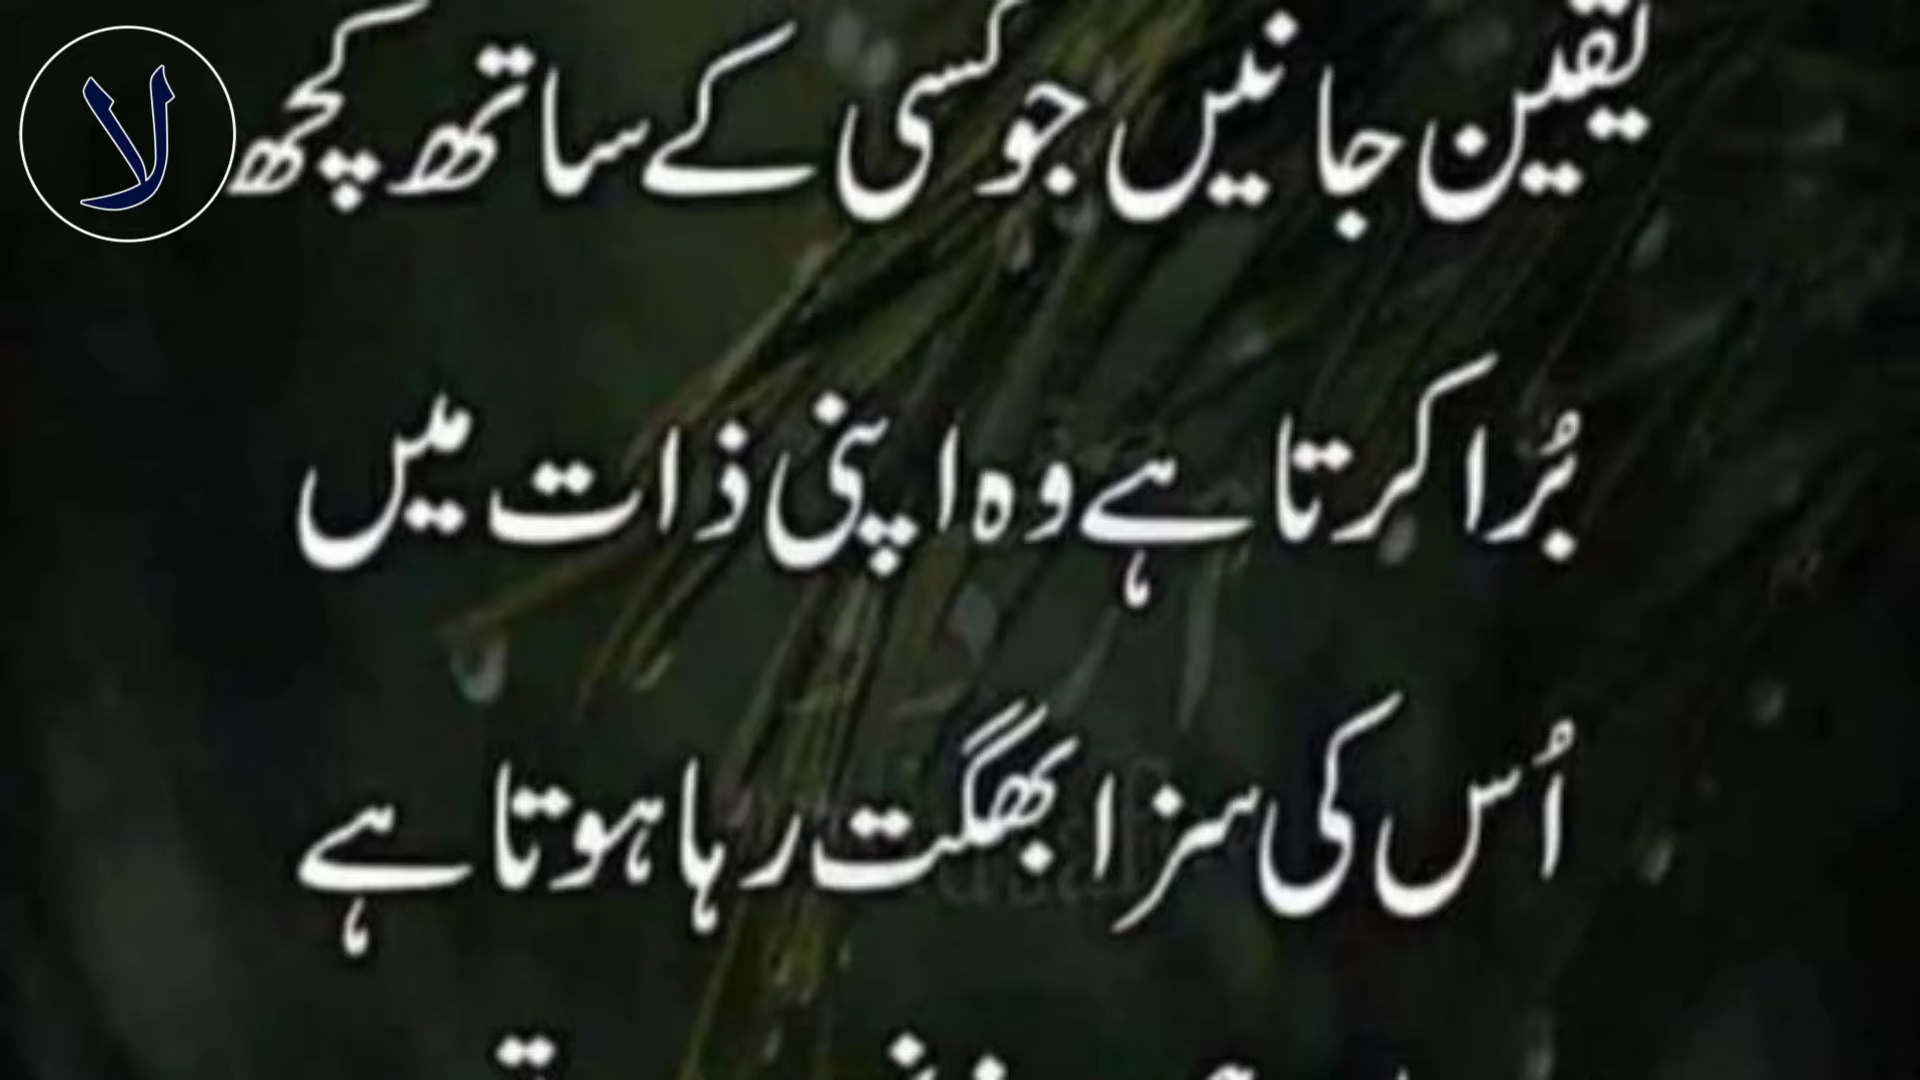 لا
یقین جانیں جو کسی کے ساتھ کچھ
بُرا کرتا ہے وہ اپنی ذات میں
اُس کی سزا بھگت رہا ہوتا ہے